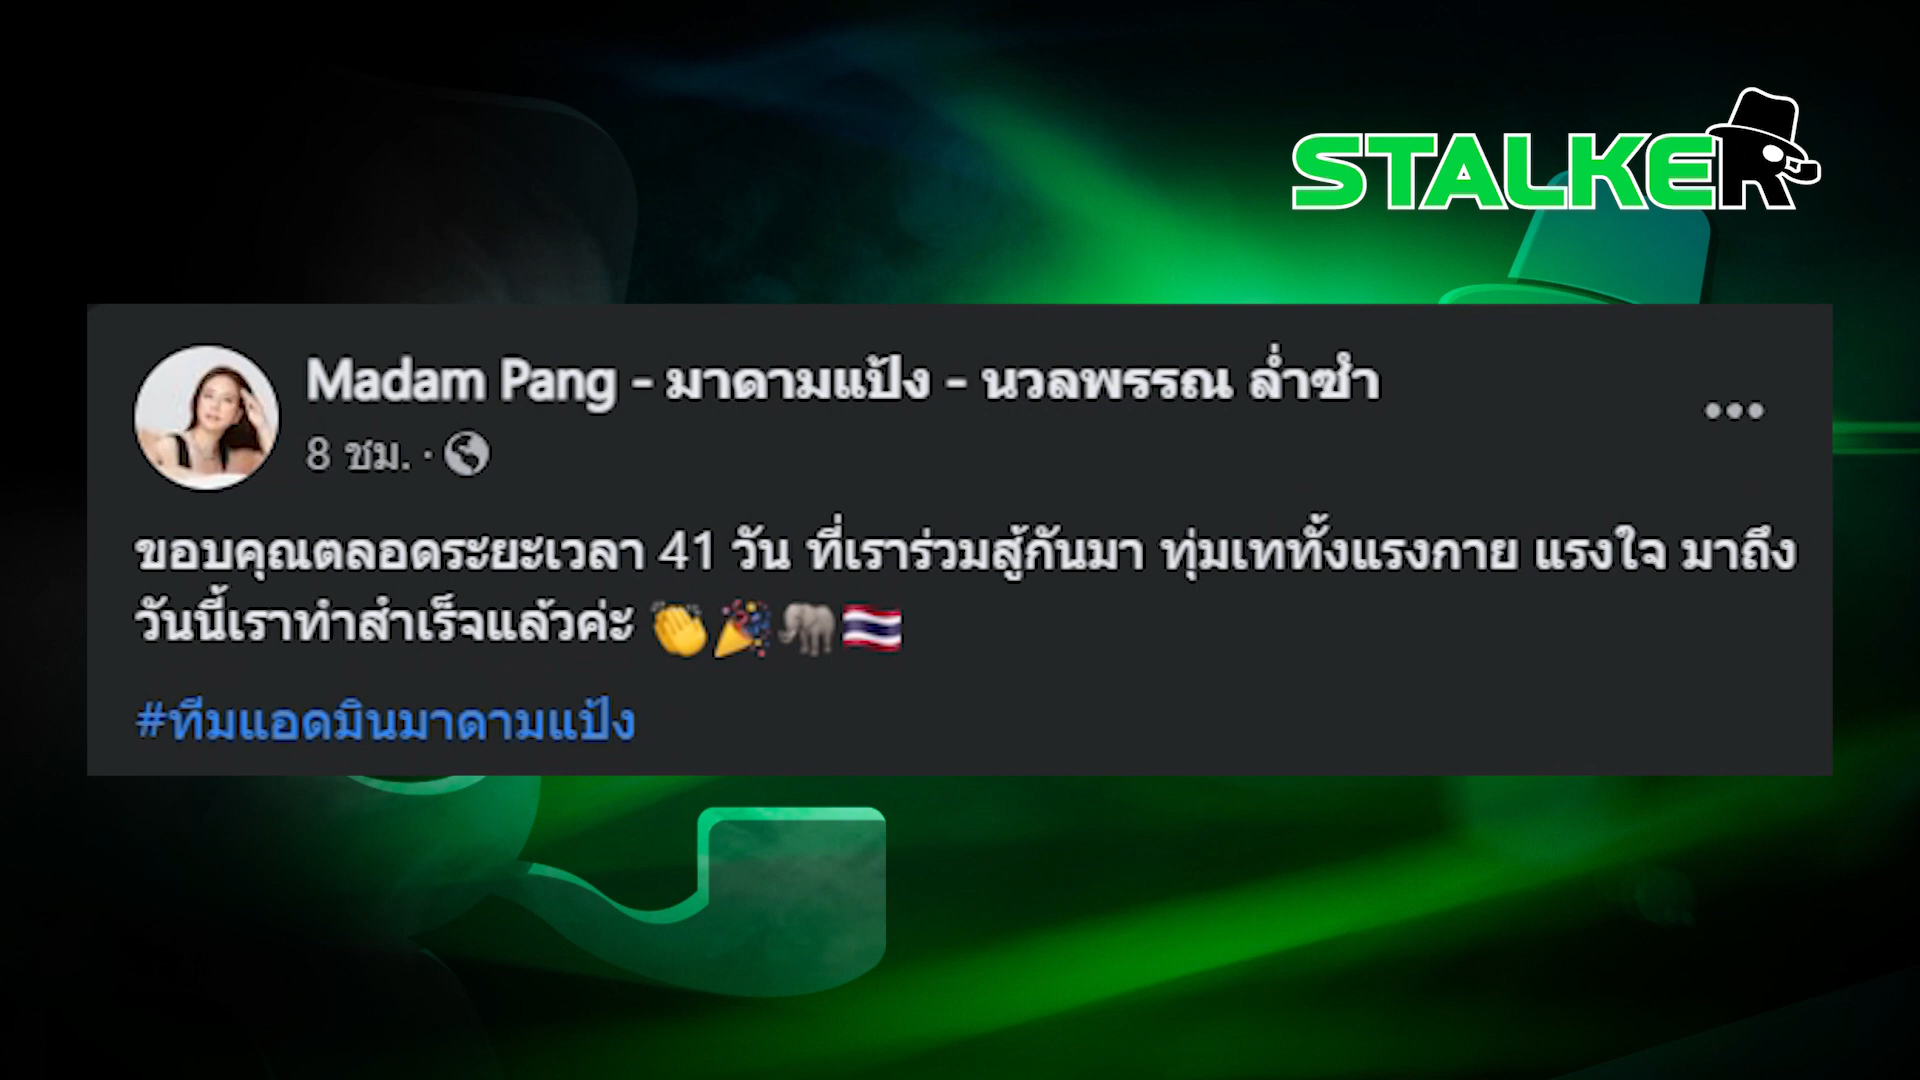 STALKER
Madam Pang - มาดามแป้ง - นวลพรรณ ล่ำซำ
8 ชม. ·
ขอบคุณตลอดระยะเวลา 41 วัน ที่เราร่วมสู้กันมา ทุ่มเททั้งแรงกาย แรงใจ มาถึง
วันนี้เราทำสำเร็จแล้วค่ะ 👏🎉🐘🇹🇭
#ทีมแอดมินมาดามแป้ง